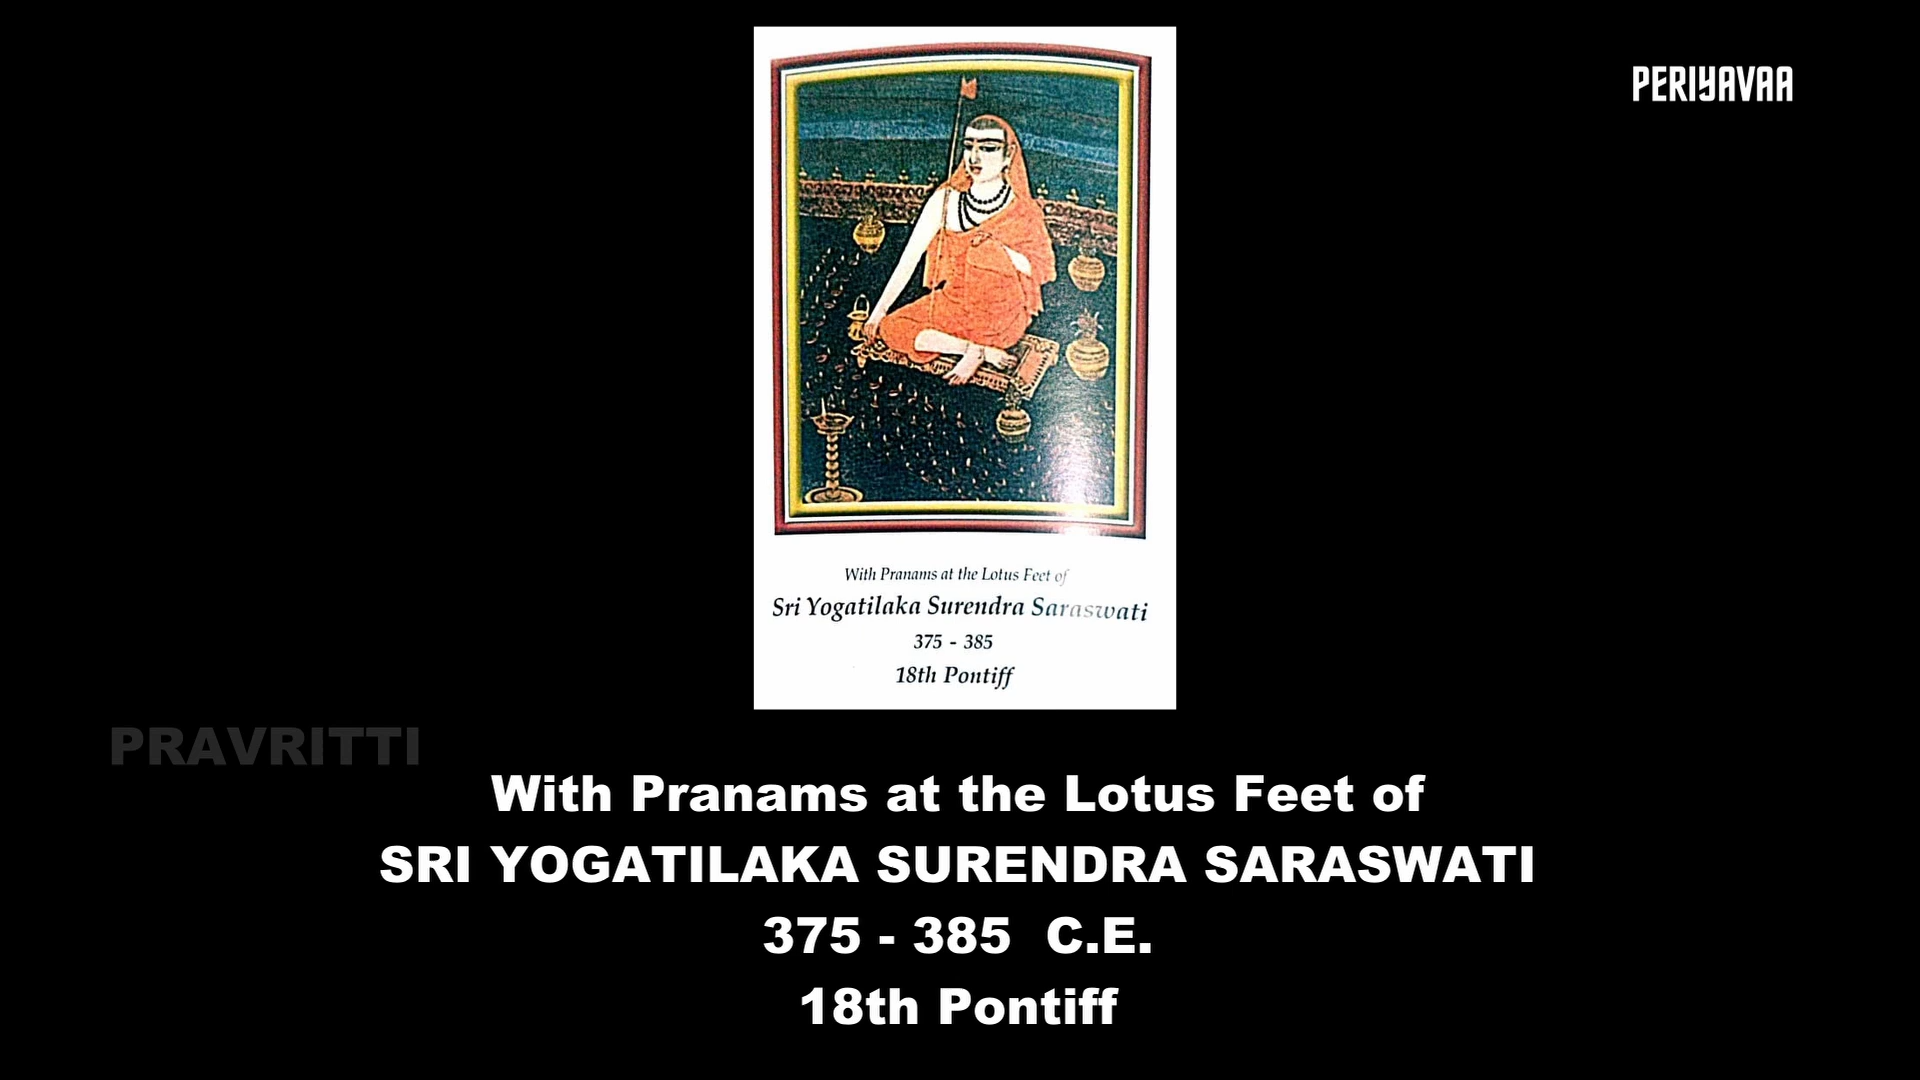 PERIYAVAA
With Pranams at the Lotus Feet of
Sri Yogatilaka Surendra Saraswati
375 - 385
18th Pontiff
PRAVRITTI
With Pranams at the Lotus Feet of
SRI YOGATILAKA SURENDRA SARASWATI
375 - 385 C.E.
18th Pontiff